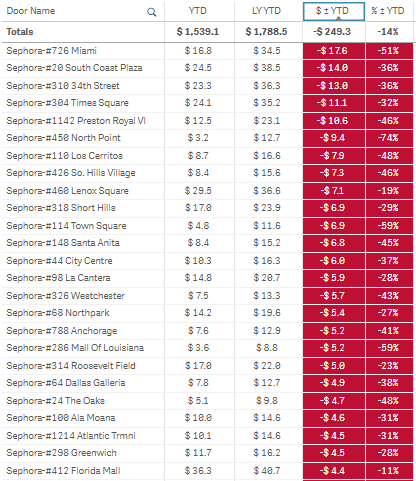 Door Name YTD LY YTD $ ± YTD % ± YTD
Totals $ 1,539.1 $ 1,788.5 -$ 249.3 -14%
Sephora-#726 Miami $ 16.8 $ 34.5 -$ 17.6 -51%
Sephora-#20 South Coast Plaza $ 24.5 $ 38.5 -$ 14.0 -36%
Sephora-#310 34th Street $ 23.3 $ 36.3 -$ 13.0 -36%
Sephora-#304 Times Square $ 24.1 $ 35.2 -$ 11.1 -32%
Sephora-#1142 Preston Royal Vl $ 12.5 $ 23.1 -$ 10.6 -46%
Sephora-#450 North Point $ 3.2 $ 12.7 -$ 9.4 -74%
Sephora-#110 Los Cerritos $ 8.7 $ 16.6 -$ 7.9 -48%
Sephora-#426 So. Hills Village $ 8.4 $ 15.6 -$ 7.3 -46%
Sephora-#460 Lenox Square $ 29.5 $ 36.6 -$ 7.1 -19%
Sephora-#318 Short Hills $ 17.0 $ 23.9 -$ 6.9 -29%
Sephora-#114 Town Square $ 4.8 $ 11.6 -$ 6.9 -59%
Sephora-#148 Santa Anita $ 8.4 $ 15.2 -$ 6.8 -45%
Sephora-#44 City Centre $ 10.3 $ 16.3 -$ 6.0 -37%
Sephora-#98 La Cantera $ 14.8 $ 20.7 -$ 5.9 -28%
Sephora-#326 Westchester $ 7.5 $ 13.3 -$ 5.7 -43%
Sephora-#68 Northpark $ 14.2 $ 19.6 -$ 5.4 -27%
Sephora-#788 Anchorage $ 7.6 $ 12.9 -$ 5.2 -41%
Sephora-#286 Mall Of Louisiana $ 3.6 $ 8.8 -$ 5.2 -59%
Sephora-#314 Roosevelt Field $ 17.0 $ 22.0 -$ 5.0 -23%
Sephora-#64 Dallas Galleria $ 7.8 $ 12.7 -$ 4.9 -38%
Sephora-#24 The Oaks $ 5.1 $ 9.8 -$ 4.7 -48%
Sephora-#100 Ala Moana $ 10.0 $ 14.6 -$ 4.6 -31%
Sephora-#1214 Atlantic Trmnl $ 10.1 $ 14.6 -$ 4.5 -31%
Sephora-#298 Greenwich $ 11.7 $ 16.2 -$ 4.5 -28%
Sephora-#412 Florida Mall $ 36.3 $ 40.7 -$ 4.4 -11%